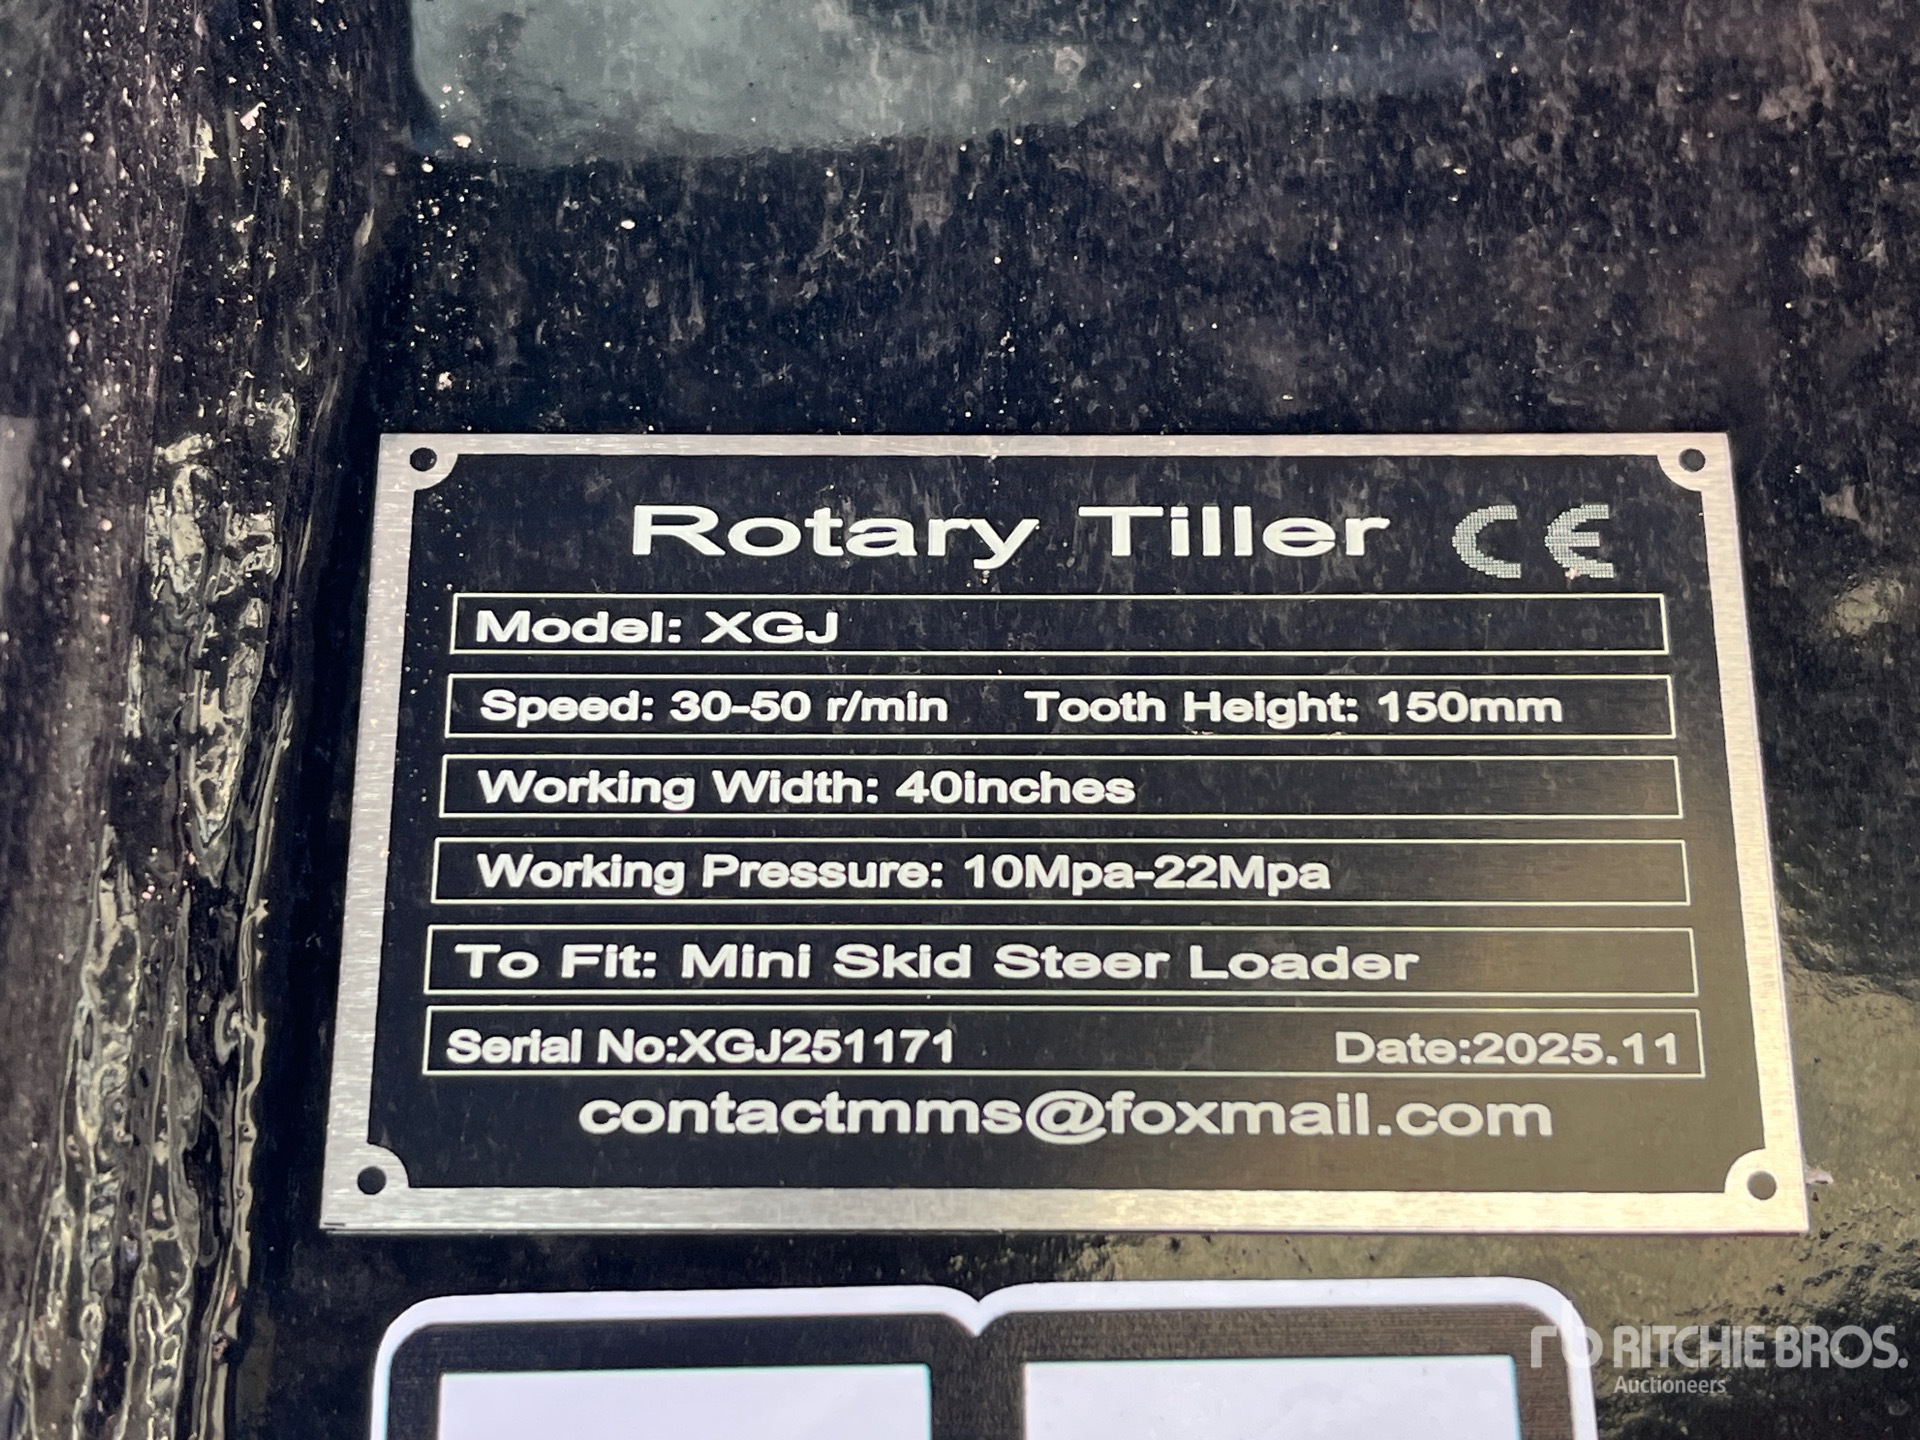 Rotary Tiller CE
Model: XGJ
Speed: 30-50 r/min Tooth Height: 150mm
Working Width: 40inches
Working Pressure: 10Mpa-22Mpa
To Fit: Mini Skid Steer Loader
Serial No:XGJ251171 Date:2025.11
contactmms@foxmail.com
rb RITCHIE BROS.
Auctioneers